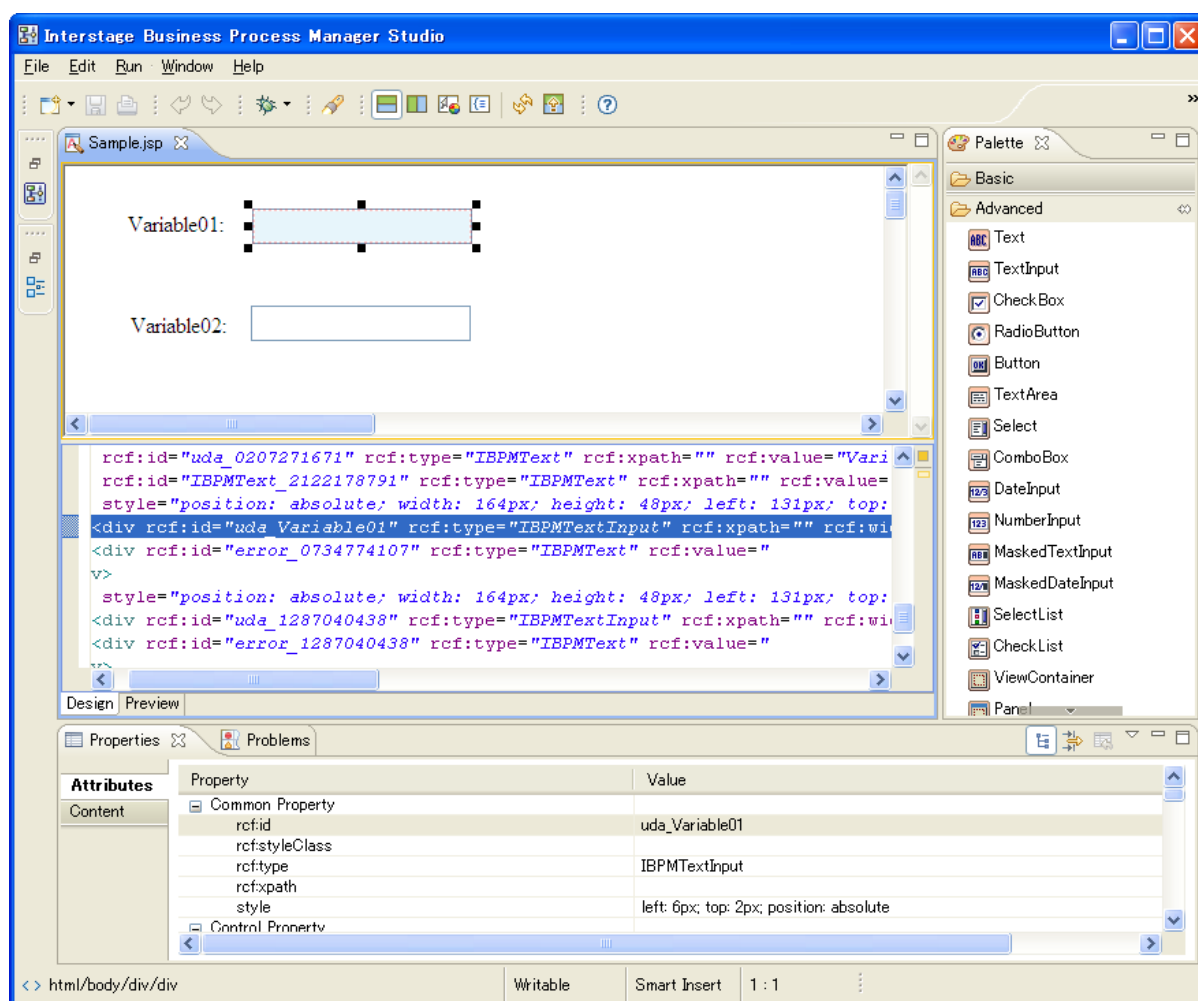 Interstage Business Process Manager Studio
File Edit Run Window Help
Sample.jsp
Variable01:
Variable02:
rcf:id="uda_0207271671" rcf:type="IBPMText" rcf:xpath="" rcf:value="Vari
rcf:id="IBPMText_2122178791" rcf:type="IBPMText" rcf:xpath="" rcf:value=
style="position: absolute; width: 164px; height: 48px; left: 131px; top:
<div rcf:id="uda_Variable01" rcf:type="IBPMTextInput" rcf:xpath="" rcf:wi
<div rcf:id="error_0734774107" rcf:type="IBPMText" rcf:value="
v>
style="position: absolute; width: 164px; height: 48px; left: 131px; top:
<div rcf:id="uda_1287040438" rcf:type="IBPMTextInput" rcf:xpath="" rcf:wi
<div rcf:id="error_1287040438" rcf:type="IBPMText" rcf:value="
v>
Design Preview
Palette
Basic
Advanced
Text
TextInput
CheckBox
RadioButton
Button
TextArea
Select
ComboBox
DateInput
NumberInput
MaskedTextInput
MaskedDateInput
SelectList
CheckList
ViewContainer
Panel
Properties Problems
Attributes
Content
Property Value
Common Property
rcf:id uda_Variable01
rcf:styleClass
rcf:type IBPMTextInput
rcf:xpath
style left: 6px; top: 2px; position: absolute
Control Property
<> html/body/div/div Writable Smart Insert 1 : 1